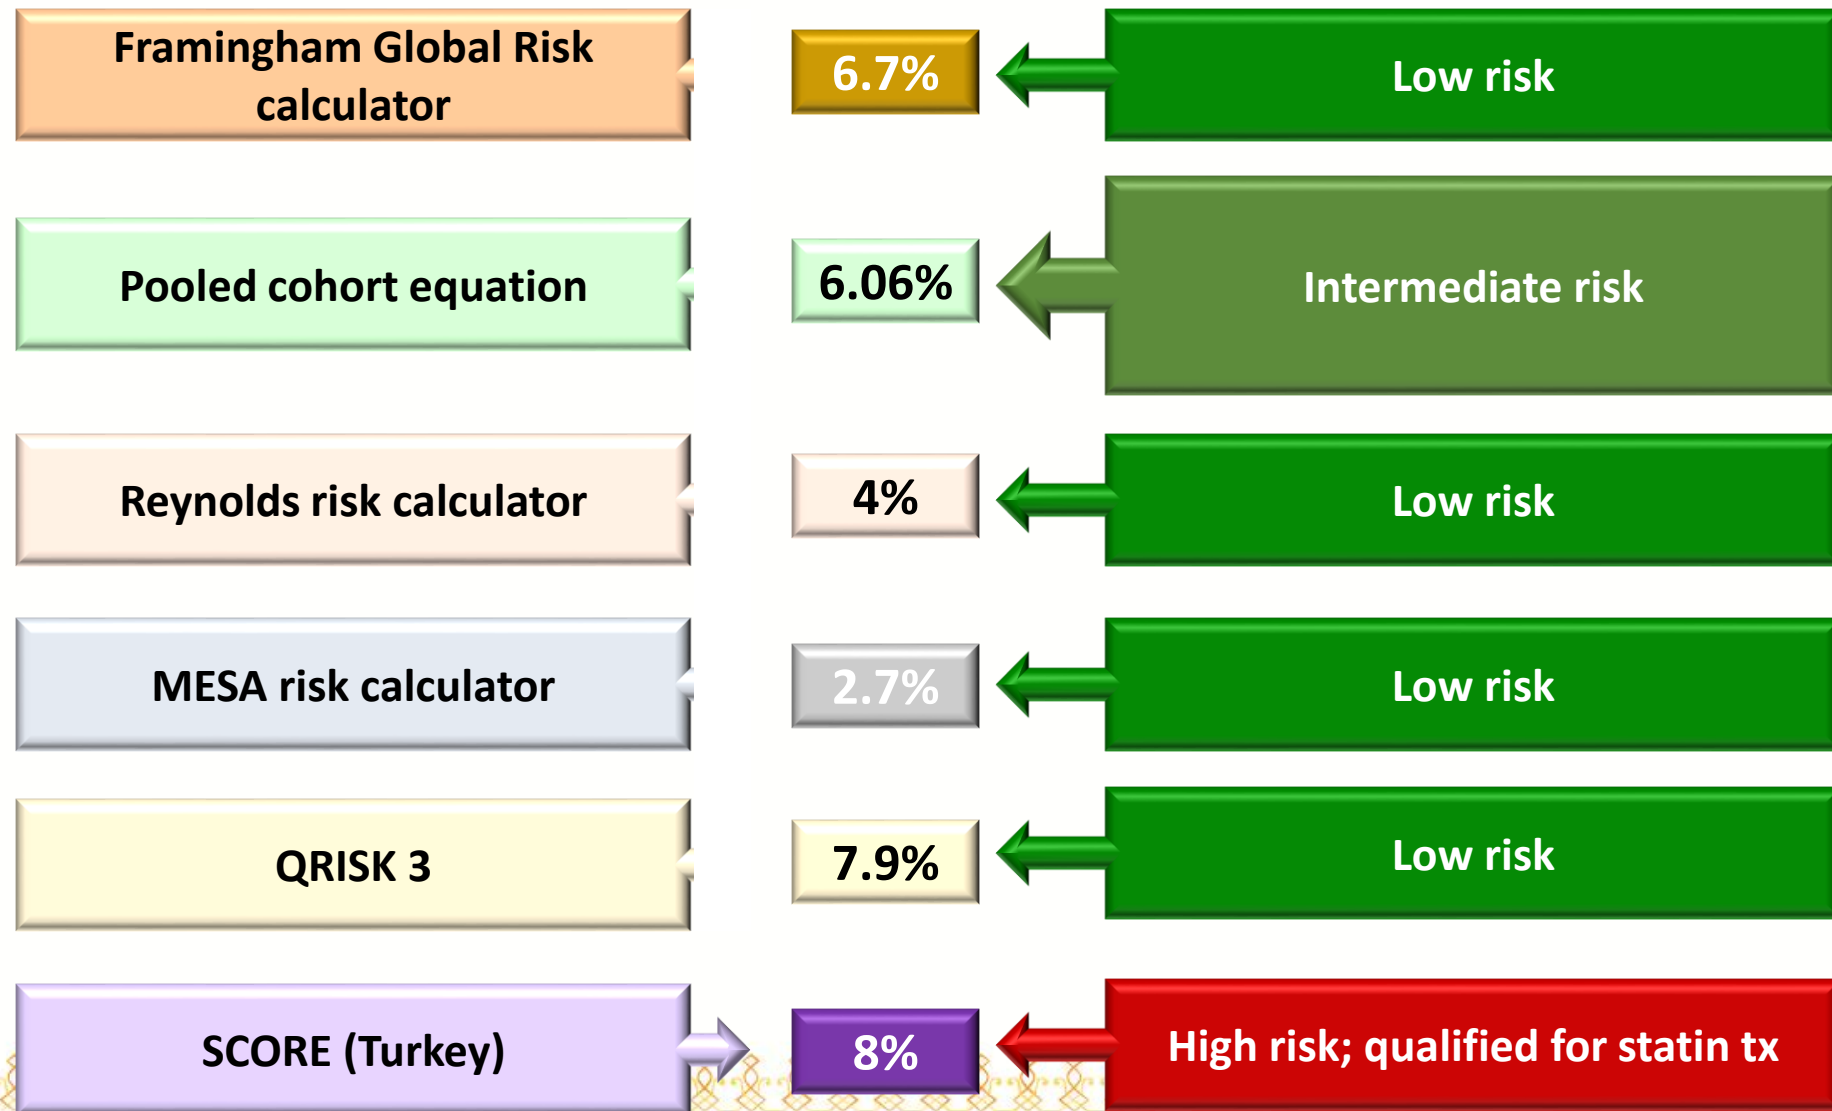 Framingham Global Risk
calculator
6.7%
Low risk
Pooled cohort equation
6.06%
Intermediate risk
Reynolds risk calculator
4%
Low risk
MESA risk calculator
2.7%
Low risk
QRISK 3
7.9%
Low risk
SCORE (Turkey)
8%
High risk; qualified for statin tx